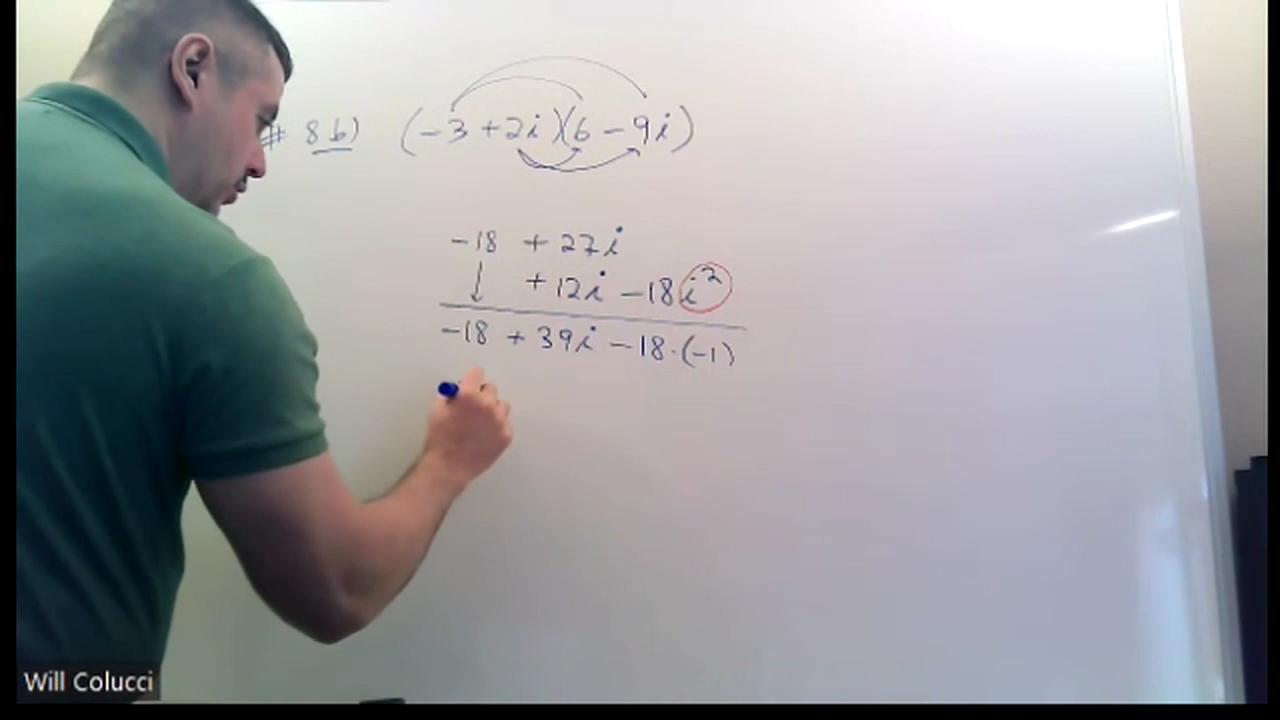 # 8b) (-3 + 2i)(6 - 9i)
-18 + 27i
+ 12i - 18i²
-18 + 39i - 18·(-1)
Will Colucci